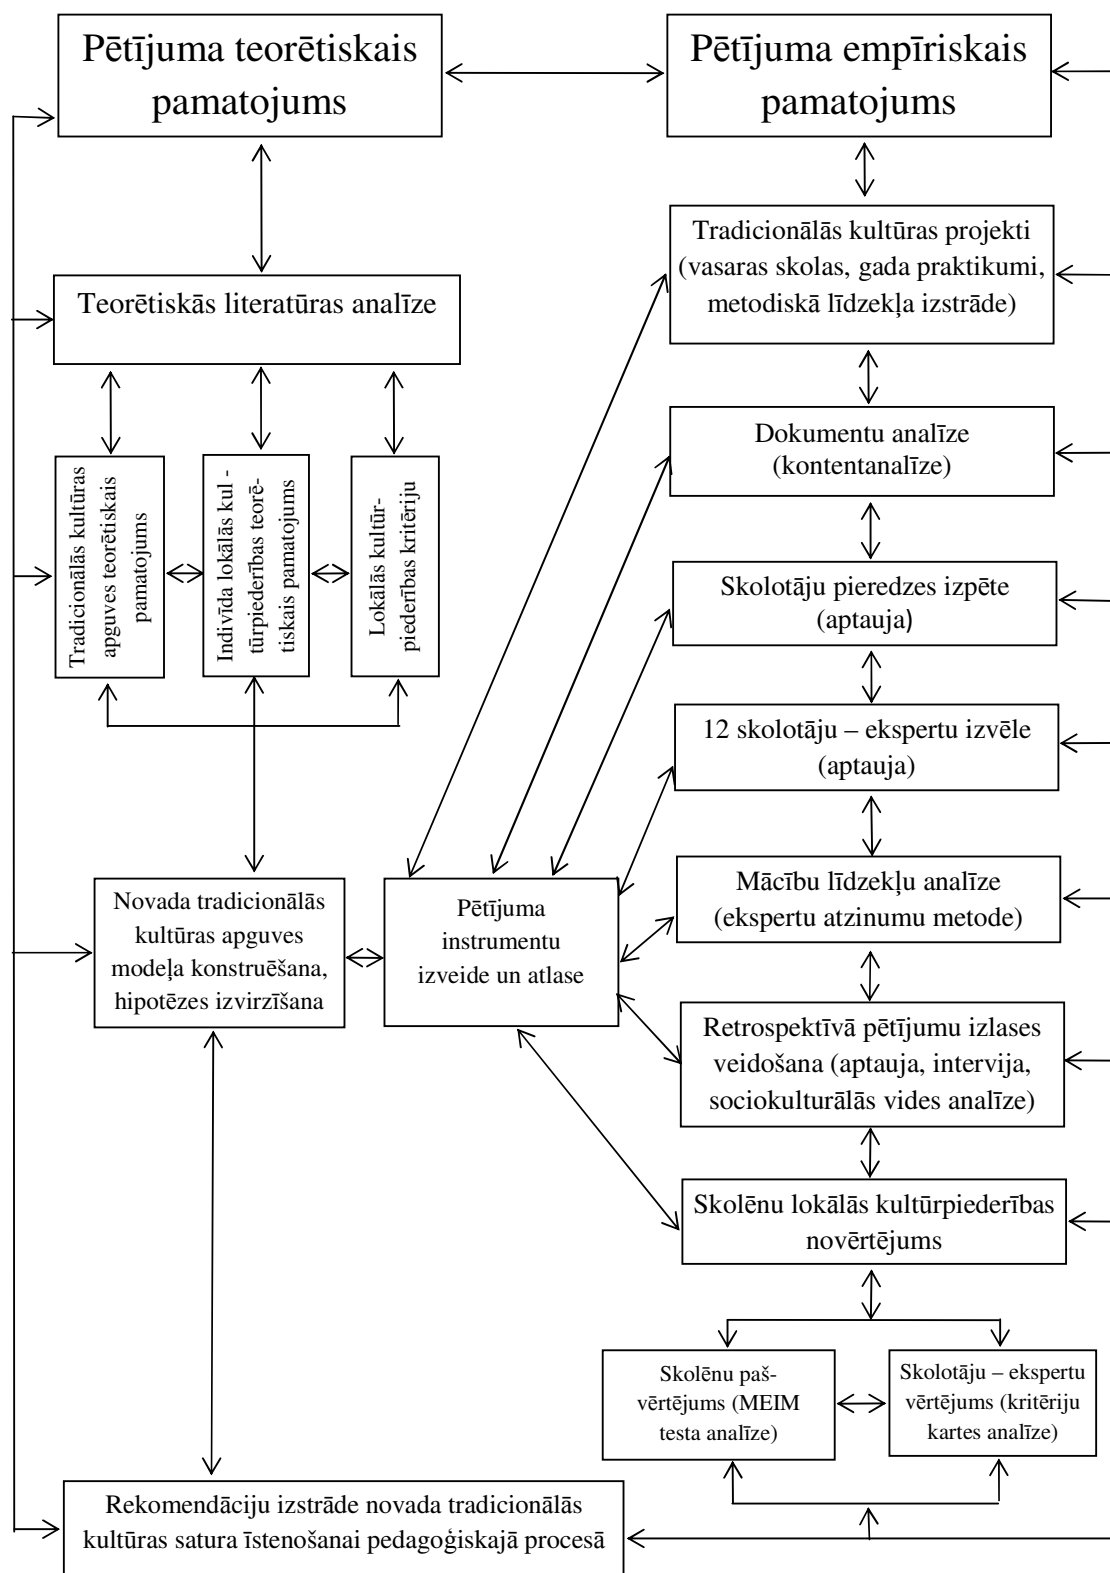 Pētījuma teorētiskais
pamatojums
Pētījuma empīriskais
pamatojums
Tradicionālās kultūras projekti
(vasaras skolas, gada praktikumi,
metodiskā līdzekļa izstrāde)
Teorētiskās literatūras analīze
Dokumentu analīze
(kontentanalīze)
Tradicionālās kultūras
apguves teorētiskais
pamatojums
Indivīda lokālās kul -
tūrpiederības teorē-
tiskais pamatojums
Lokālās kultūr-
piederības kritēriju
Skolotāju pieredzes izpēte
(aptauja)
12 skolotāju – ekspertu izvēle
(aptauja)
Mācību līdzekļu analīze
(ekspertu atzinumu metode)
Novada tradicionālās
kultūras apguves
modeļa konstruēšana,
hipotēzes izvirzīšana
Pētījuma
instrumentu
izveide un atlase
Retrospektīvā pētījumu izlases
veidošana (aptauja, intervija,
sociokulturālās vides analīze)
Skolēnu lokālās kultūrpiederības
novērtējums
Skolēnu paš-
vērtējums (MEIM
testa analīze)
Skolotāju – ekspertu
vērtējums (kritēriju
kartes analīze)
Rekomendāciju izstrāde novada tradicionālās
kultūras satura īstenošanai pedagoģiskajā procesā